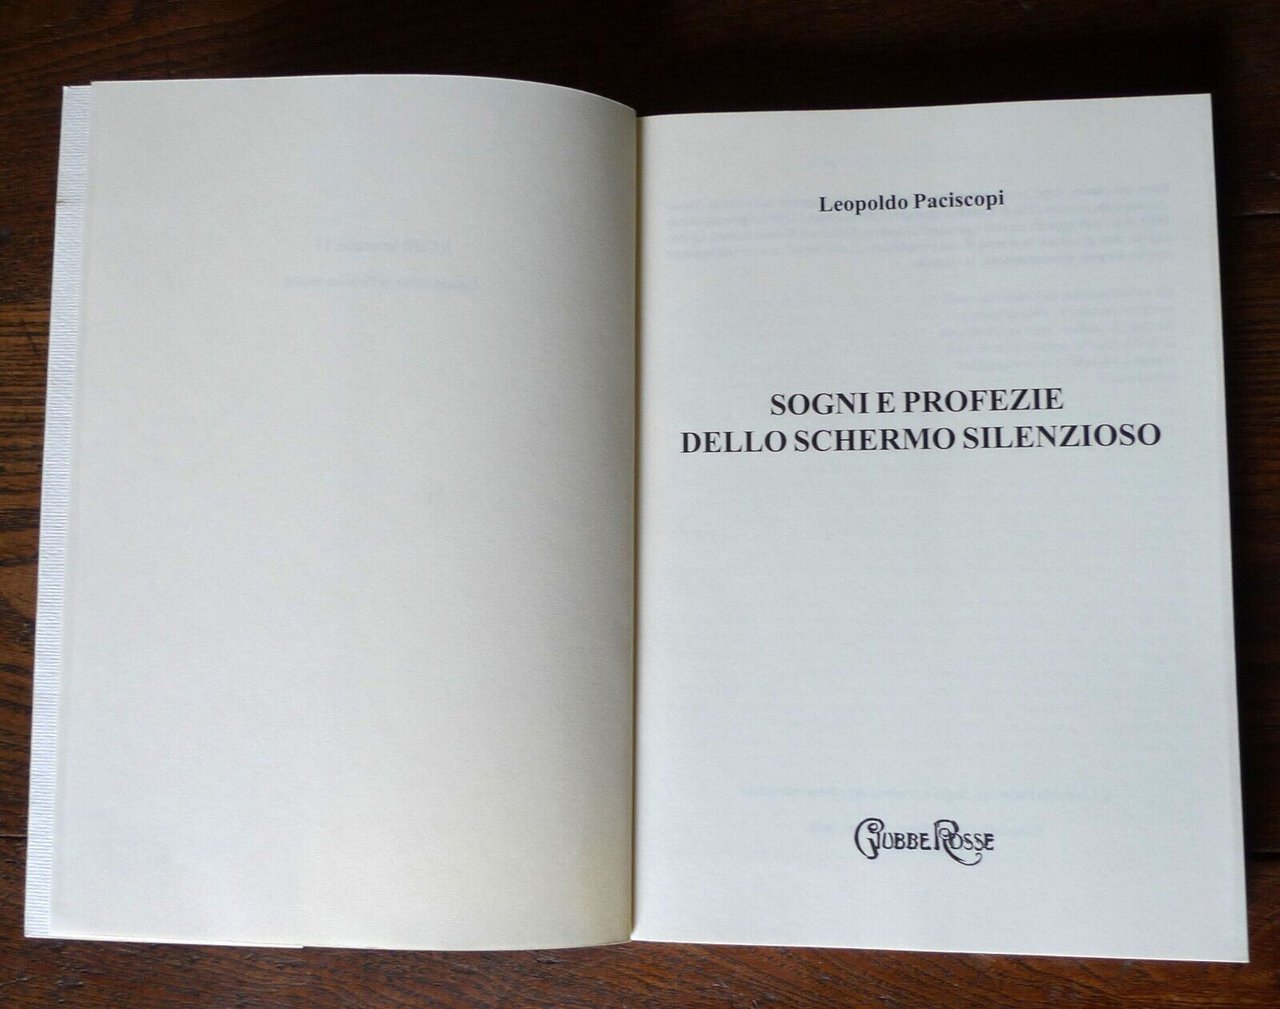 Leopoldo Paciscopi
SOGNI E PROFEZIE
DELLO SCHERMO SILENZIOSO
GIUBBE ROSSE